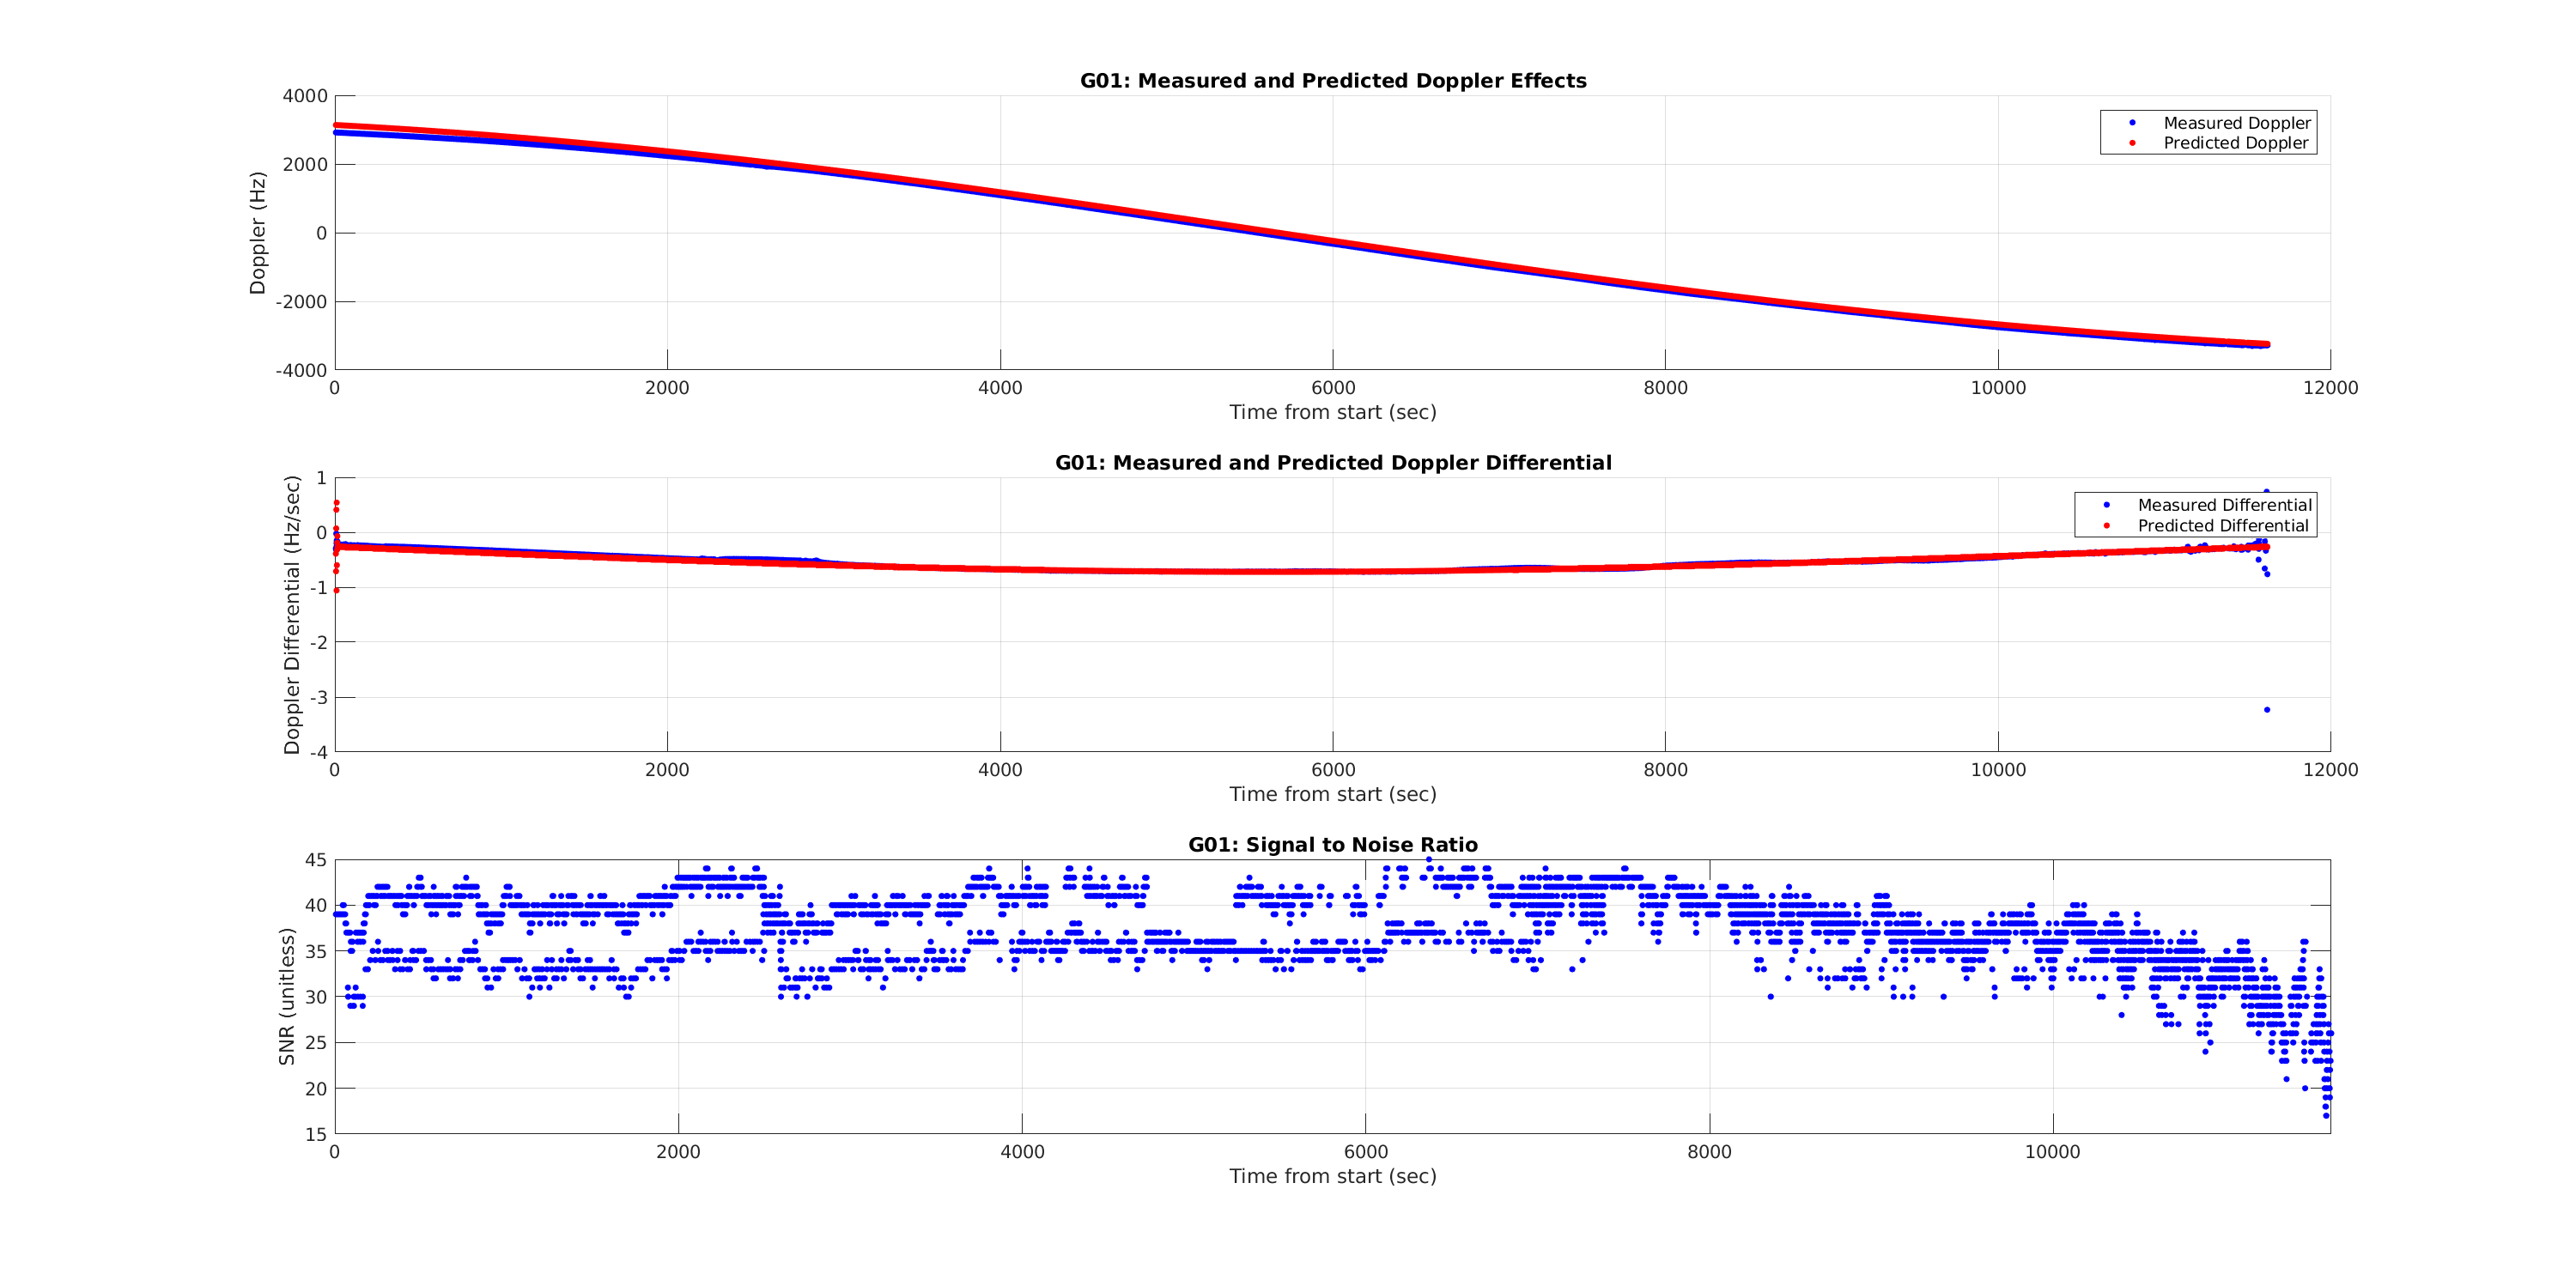 G01: Measured and Predicted Doppler Effects
4000
2000
0
-2000
-4000
Doppler (Hz)
Measured Doppler
Predicted Doppler
0 2000 4000 6000 8000 10000 12000
Time from start (sec)
G01: Measured and Predicted Doppler Differential
1
0
-1
-2
-3
-4
Doppler Differential (Hz/sec)
Measured Differential
Predicted Differential
0 2000 4000 6000 8000 10000 12000
Time from start (sec)
G01: Signal to Noise Ratio
45
40
35
30
25
20
15
SNR (unitless)
0 2000 4000 6000 8000 10000
Time from start (sec)